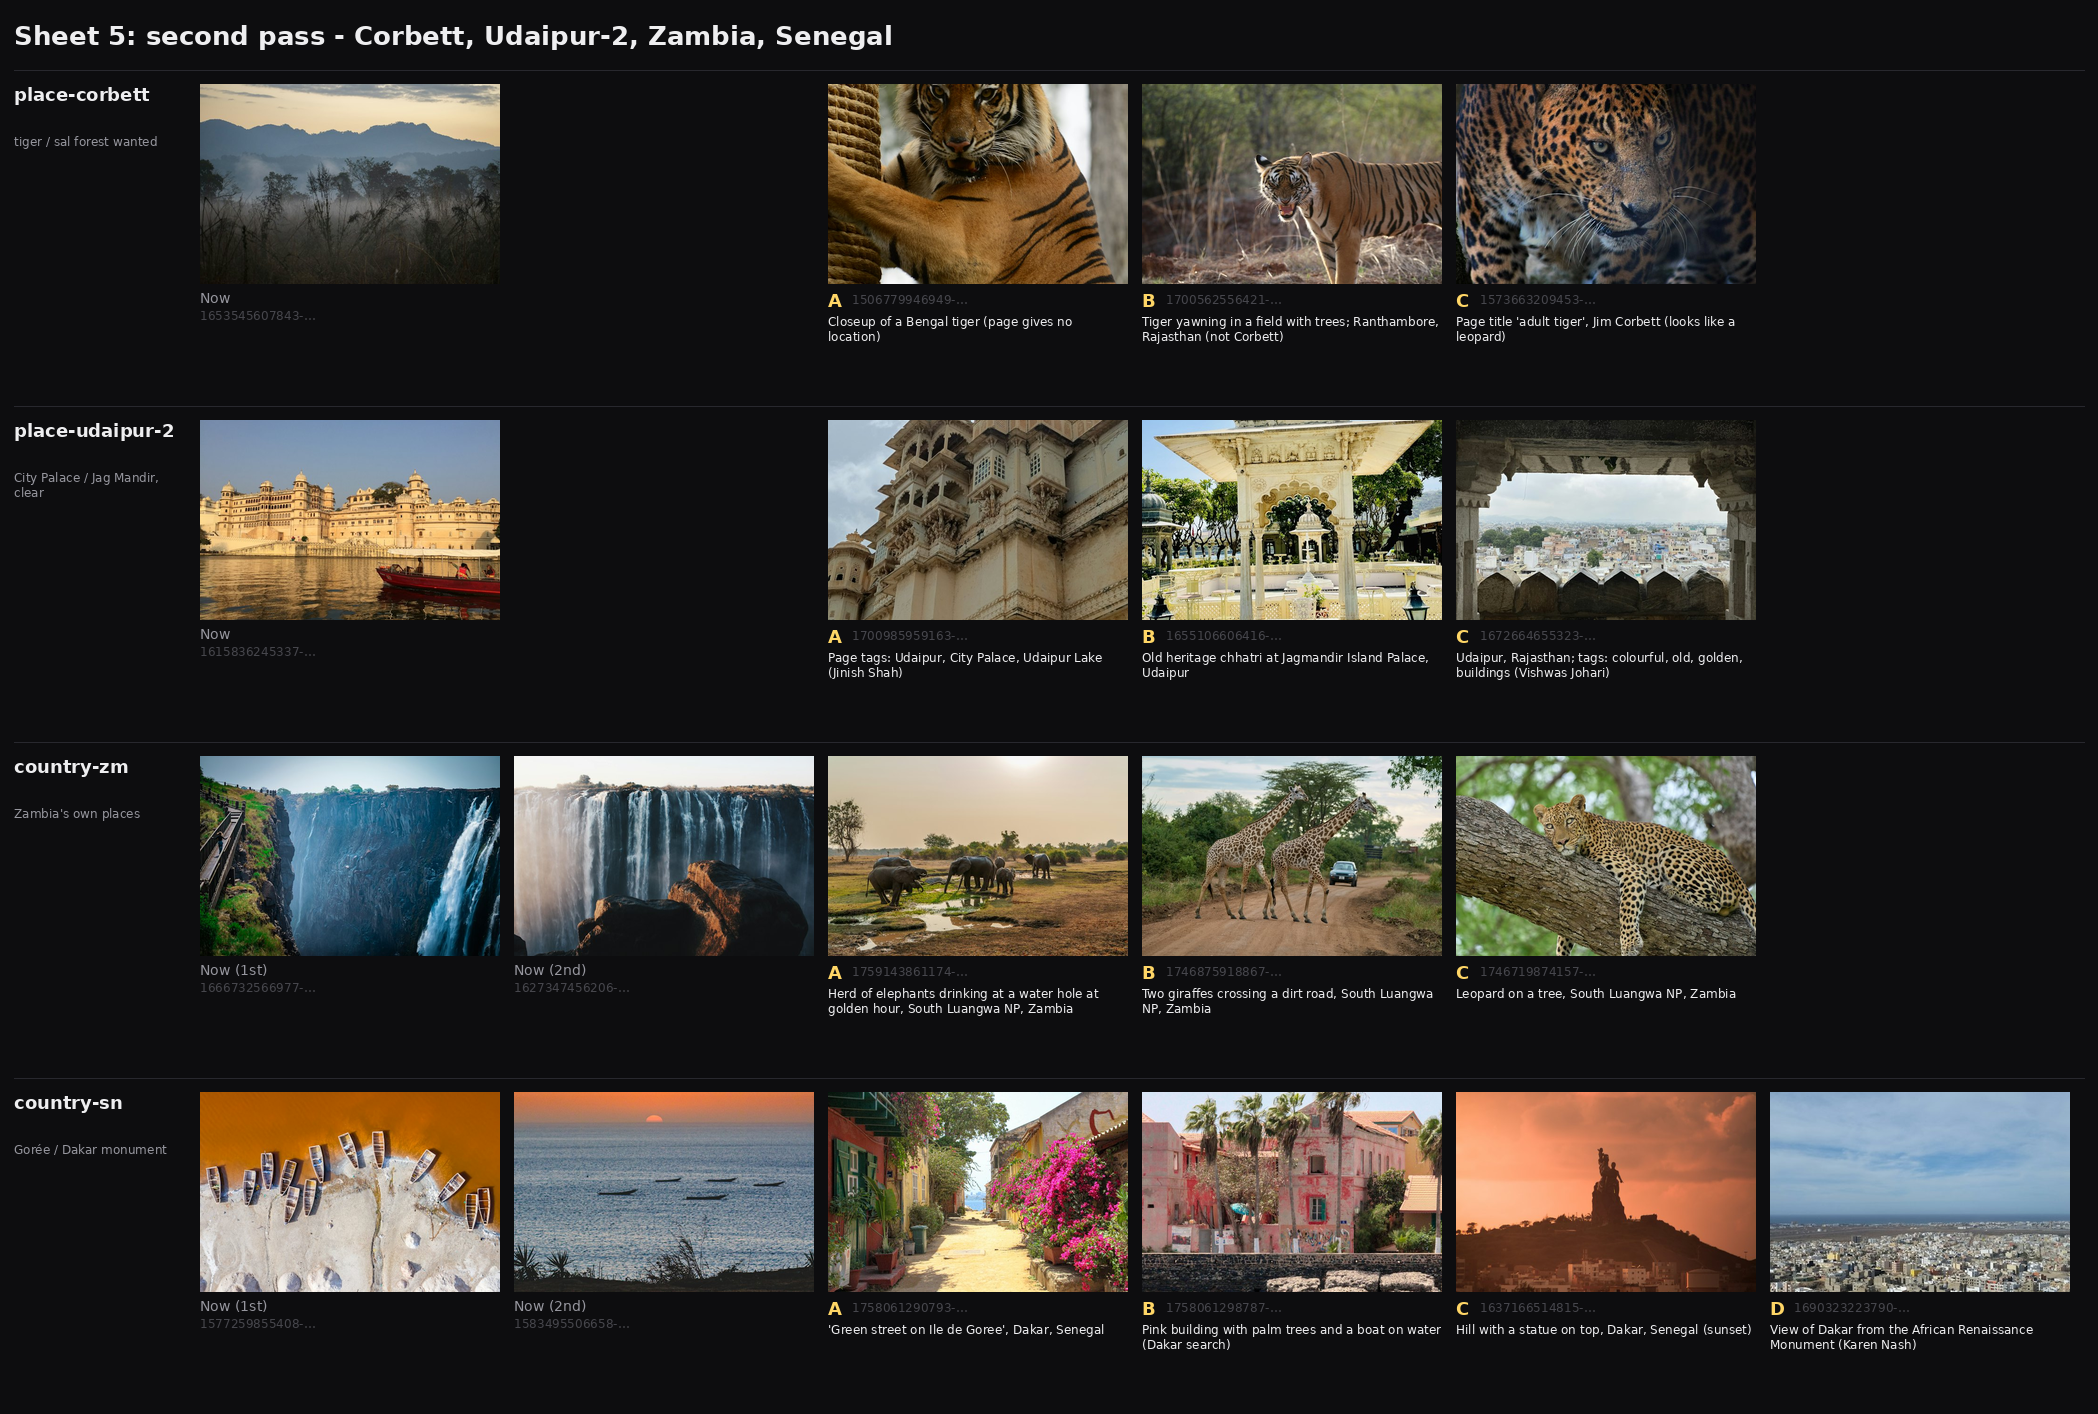 Sheet 5: second pass - Corbett, Udaipur-2, Zambia, Senegal
place-corbett
tiger / sal forest wanted
Now
1653545607843-...
A 1506779946949-...
Closeup of a Bengal tiger (page gives no
location)
B 1700562556421-...
Tiger yawning in a field with trees; Ranthambore,
Rajasthan (not Corbett)
C 1573663209453-...
Page title 'adult tiger', Jim Corbett (looks like a
leopard)
place-udaipur-2
City Palace / Jag Mandir,
clear
Now
1615836245337-...
A 1700985959163-...
Page tags: Udaipur, City Palace, Udaipur Lake
(Jinish Shah)
B 1655106606416-...
Old heritage chhatri at Jagmandir Island Palace,
Udaipur
C 1672664655323-...
Udaipur, Rajasthan; tags: colourful, old, golden,
buildings (Vishwas Johari)
country-zm
Zambia's own places
Now (1st)
1666732566977-...
Now (2nd)
1627347456206-...
A 1759143861174-...
Herd of elephants drinking at a water hole at
golden hour, South Luangwa NP, Zambia
B 1746875918867-...
Two giraffes crossing a dirt road, South Luangwa
NP, Zambia
C 1746719874157-...
Leopard on a tree, South Luangwa NP, Zambia
country-sn
Gorée / Dakar monument
Now (1st)
1577259855408-...
Now (2nd)
1583495506658-...
A 1758061290793-...
'Green street on Ile de Goree', Dakar, Senegal
B 1758061298787-...
Pink building with palm trees and a boat on water
(Dakar search)
C 1637166514815-...
Hill with a statue on top, Dakar, Senegal (sunset)
D 1690323223790-...
View of Dakar from the African Renaissance
Monument (Karen Nash)